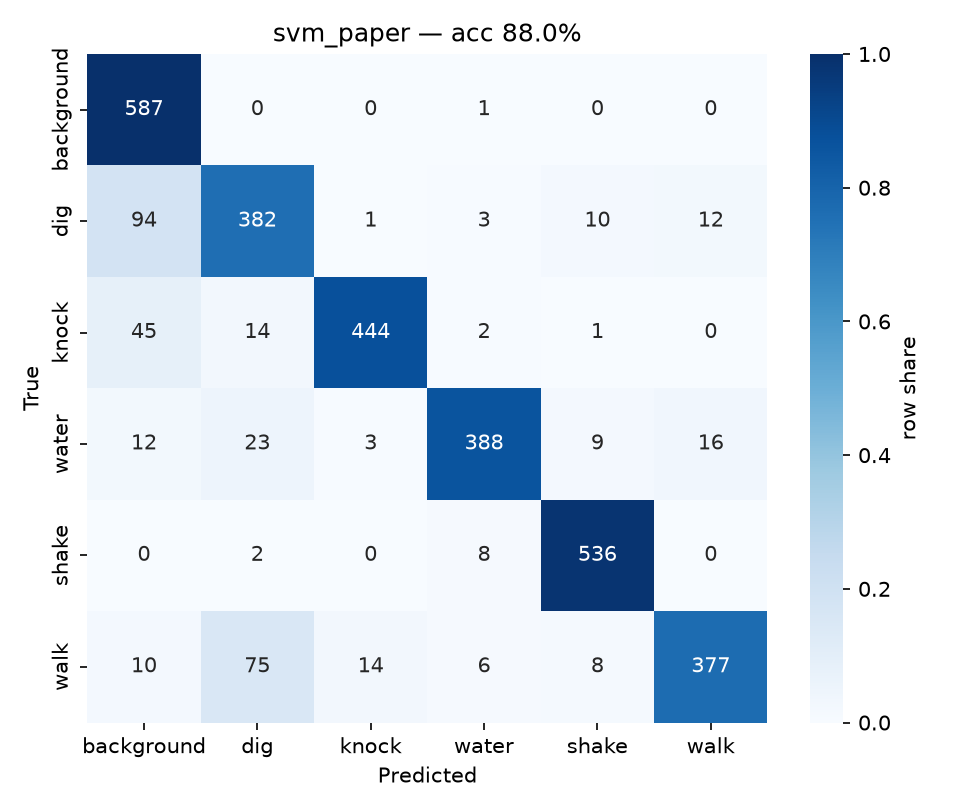 svm_paper — acc 88.0%
background 587 0 0 1 0 0
dig 94 382 1 3 10 12
knock 45 14 444 2 1 0
water 12 23 3 388 9 16
shake 0 2 0 8 536 0
walk 10 75 14 6 8 377
background dig knock water shake walk
Predicted
True
1.0
0.8
0.6
0.4
0.2
0.0
row share